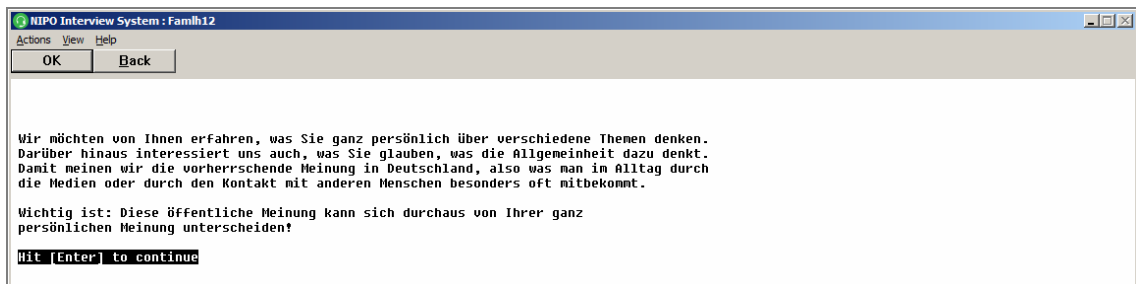 NIPO Interview System : Famlh12
Actions View Help
OK Back
Wir möchten von Ihnen erfahren, was Sie ganz persönlich über verschiedene Themen denken.
Darüber hinaus interessiert uns auch, was Sie glauben, was die Allgemeinheit dazu denkt.
Damit meinen wir die vorherrschende Meinung in Deutschland, also was man im Alltag durch
die Medien oder durch den Kontakt mit anderen Menschen besonders oft mitbekommt.
Wichtig ist: Diese öffentliche Meinung kann sich durchaus von Ihrer ganz
persönlichen Meinung unterscheiden!
Hit [Enter] to continue